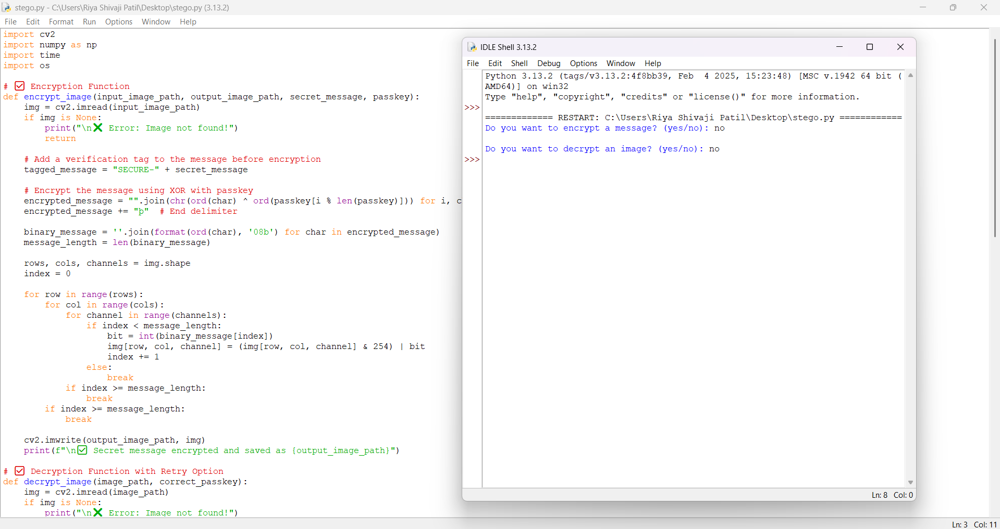 stego.py - C:\Users\Riya Shivaji Patil\Desktop\stego.py (3.13.2)
File Edit Format Run Options Window Help
import cv2
import numpy as np
import time
import os
# ✅ Encryption Function
def encrypt_image(input_image_path, output_image_path, secret_message, passkey):
    img = cv2.imread(input_image_path)
    if img is None:
        print("\n❌ Error: Image not found!")
        return
    # Add a verification tag to the message before encryption
    tagged_message = "SECURE-" + secret_message
    # Encrypt the message using XOR with passkey
    encrypted_message = "".join(chr(ord(char) ^ ord(passkey[i % len(passkey)])) for i, c
    encrypted_message += "þ"  # End delimiter
    binary_message = ''.join(format(ord(char), '08b') for char in encrypted_message)
    message_length = len(binary_message)
    rows, cols, channels = img.shape
    index = 0
    for row in range(rows):
        for col in range(cols):
            for channel in range(channels):
                if index < message_length:
                    bit = int(binary_message[index])
                    img[row, col, channel] = (img[row, col, channel] & 254) | bit
                    index += 1
                else:
                    break
            if index >= message_length:
                break
        if index >= message_length:
            break
    cv2.imwrite(output_image_path, img)
    print(f"\n✅ Secret message encrypted and saved as {output_image_path}")
# ✅ Decryption Function with Retry Option
def decrypt_image(image_path, correct_passkey):
    img = cv2.imread(image_path)
    if img is None:
        print("\n❌ Error: Image not found!")
Ln: 3 Col: 11
IDLE Shell 3.13.2
File Edit Shell Debug Options Window Help
Python 3.13.2 (tags/v3.13.2:4f8bb39, Feb  4 2025, 15:23:48) [MSC v.1942 64 bit (
AMD64)] on win32
Type "help", "copyright", "credits" or "license()" for more information.
>>>
============= RESTART: C:\Users\Riya Shivaji Patil\Desktop\stego.py ============
Do you want to encrypt a message? (yes/no): no
Do you want to decrypt an image? (yes/no): no
>>>
Ln: 8 Col: 0